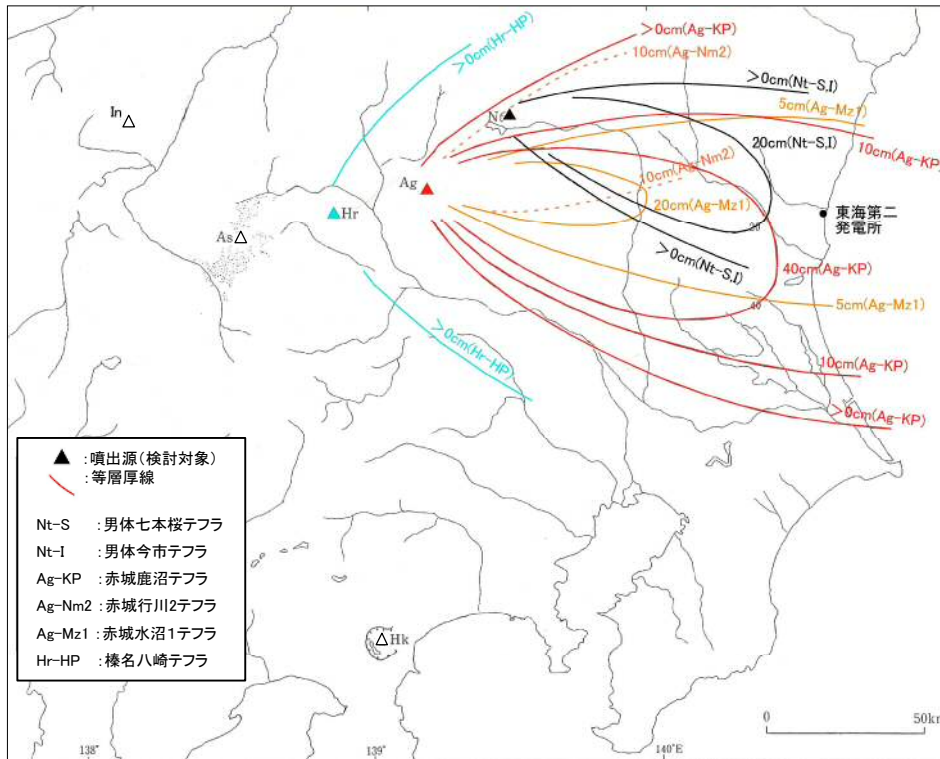 >0cm(Ag-KP)
10cm(Ag-Nm2)
>0cm(Hr-HP)
>0cm(Nt-S,I)
5cm(Ag-Mz1)
In
Nt
20cm(Nt-S,I)
10cm(Ag-KP)
10cm(Ag-Nm2)
Ag
20cm(Ag-Mz1)
Hr
As
20
東海第二
発電所
>0cm(Nt-S,I)
40cm(Ag-KP)
40
5cm(Ag-Mz1)
>0cm(Hr-HP)
10cm(Ag-KP)
>0cm(Ag-KP)
▲ :噴出源(検討対象)
:等層厚線
Nt-S :男体七本桜テフラ
Nt-I :男体今市テフラ
Ag-KP :赤城鹿沼テフラ
Ag-Nm2 :赤城行川2テフラ
Ag-Mz1 :赤城水沼1テフラ
Hr-HP :榛名八崎テフラ
Hk
0 50km
138° 139° 140°E